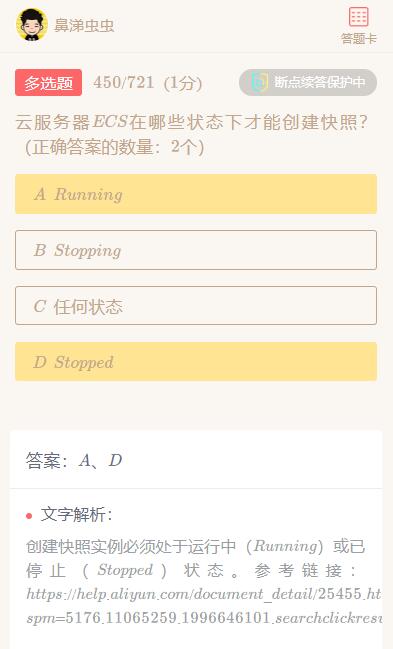 鼻涕虫虫
答题卡
多选题 450/721 (1分) 断点续答保护中
云服务器ECS在哪些状态下才能创建快照?
(正确答案的数量：2个)
A Running
B Stopping
C 任何状态
D Stopped
答案：A、D
文字解析：
创建快照实例必须处于运行中（Running）或已
停止（Stopped）状态。参考链接：
https://help.aliyun.com/document_detail/25455.ht
spm=5176.11065259.1996646101.searchclickresu